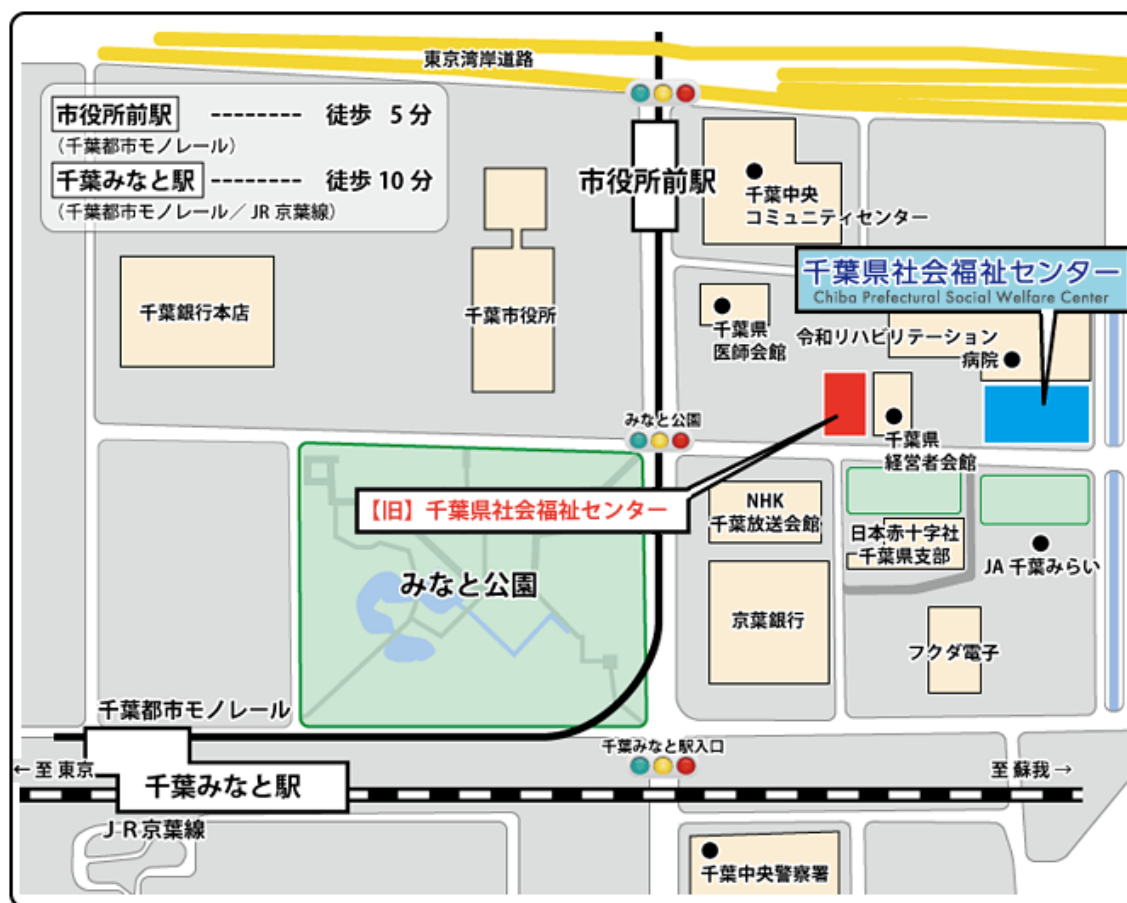 東京湾岸道路
市役所前駅 -------- 徒歩 5 分
（千葉都市モノレール）
千葉みなと駅 -------- 徒歩 10 分
（千葉都市モノレール／ JR 京葉線）
市役所前駅
千葉中央
コミュニティセンター
千葉県社会福祉センター
Chiba Prefectural Social Welfare Center
千葉銀行本店
千葉市役所
千葉県
医師会館
令和リハビリテーション
病院
みなと公園
千葉県
経営者会館
【旧】千葉県社会福祉センター
NHK
千葉放送会館
日本赤十字社
千葉県支部
JA 千葉みらい
みなと公園
京葉銀行
フクダ電子
千葉都市モノレール
千葉みなと駅入口
← 至 東京
至 蘇我 →
千葉みなと駅
ＪＲ京葉線
千葉中央警察署